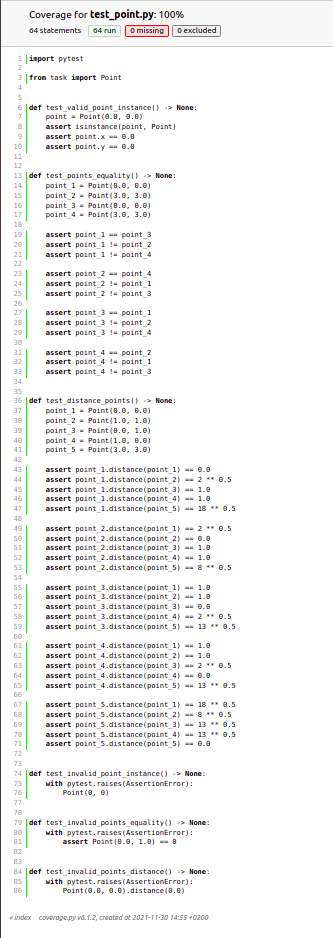 Coverage for test_point.py: 100%
64 statements 64 run 0 missing 0 excluded
1 import pytest
2
3 from task import Point
4
5
6 def test_valid_point_instance() -> None:
7 point = Point(0.0, 0.0)
8 assert isinstance(point, Point)
9 assert point.x == 0.0
10 assert point.y == 0.0
11
12
13 def test_points_equality() -> None:
14 point_1 = Point(0.0, 0.0)
15 point_2 = Point(3.0, 3.0)
16 point_3 = Point(0.0, 0.0)
17 point_4 = Point(3.0, 3.0)
18
19 assert point_1 == point_3
20 assert point_1 != point_2
21 assert point_1 != point_4
22
23 assert point_2 == point_4
24 assert point_2 != point_1
25 assert point_2 != point_3
26
27 assert point_3 == point_1
28 assert point_3 != point_2
29 assert point_3 != point_4
30
31 assert point_4 == point_2
32 assert point_4 != point_1
33 assert point_4 != point_3
34
35
36 def test_distance_points() -> None:
37 point_1 = Point(0.0, 0.0)
38 point_2 = Point(1.0, 1.0)
39 point_3 = Point(0.0, 1.0)
40 point_4 = Point(1.0, 0.0)
41 point_5 = Point(3.0, 3.0)
42
43 assert point_1.distance(point_1) == 0.0
44 assert point_1.distance(point_2) == 2 ** 0.5
45 assert point_1.distance(point_3) == 1.0
46 assert point_1.distance(point_4) == 1.0
47 assert point_1.distance(point_5) == 18 ** 0.5
48
49 assert point_2.distance(point_1) == 2 ** 0.5
50 assert point_2.distance(point_2) == 0.0
51 assert point_2.distance(point_3) == 1.0
52 assert point_2.distance(point_4) == 1.0
53 assert point_2.distance(point_5) == 8 ** 0.5
54
55 assert point_3.distance(point_1) == 1.0
56 assert point_3.distance(point_2) == 1.0
57 assert point_3.distance(point_3) == 0.0
58 assert point_3.distance(point_4) == 2 ** 0.5
59 assert point_3.distance(point_5) == 13 ** 0.5
60
61 assert point_4.distance(point_1) == 1.0
62 assert point_4.distance(point_2) == 1.0
63 assert point_4.distance(point_3) == 2 ** 0.5
64 assert point_4.distance(point_4) == 0.0
65 assert point_4.distance(point_5) == 13 ** 0.5
66
67 assert point_5.distance(point_1) == 18 ** 0.5
68 assert point_5.distance(point_2) == 8 ** 0.5
69 assert point_5.distance(point_3) == 13 ** 0.5
70 assert point_5.distance(point_4) == 13 ** 0.5
71 assert point_5.distance(point_5) == 0.0
72
73
74 def test_invalid_point_instance() -> None:
75 with pytest.raises(AssertionError):
76 Point(0, 0)
77
78
79 def test_invalid_points_equality() -> None:
80 with pytest.raises(AssertionError):
81 assert Point(0.0, 1.0) == 0
82
83
84 def test_invalid_points_distance() -> None:
85 with pytest.raises(AssertionError):
86 Point(0.0, 0.0).distance(0.0)
« index coverage.py v6.1.2, created at 2021-11-30 14:55 +0200